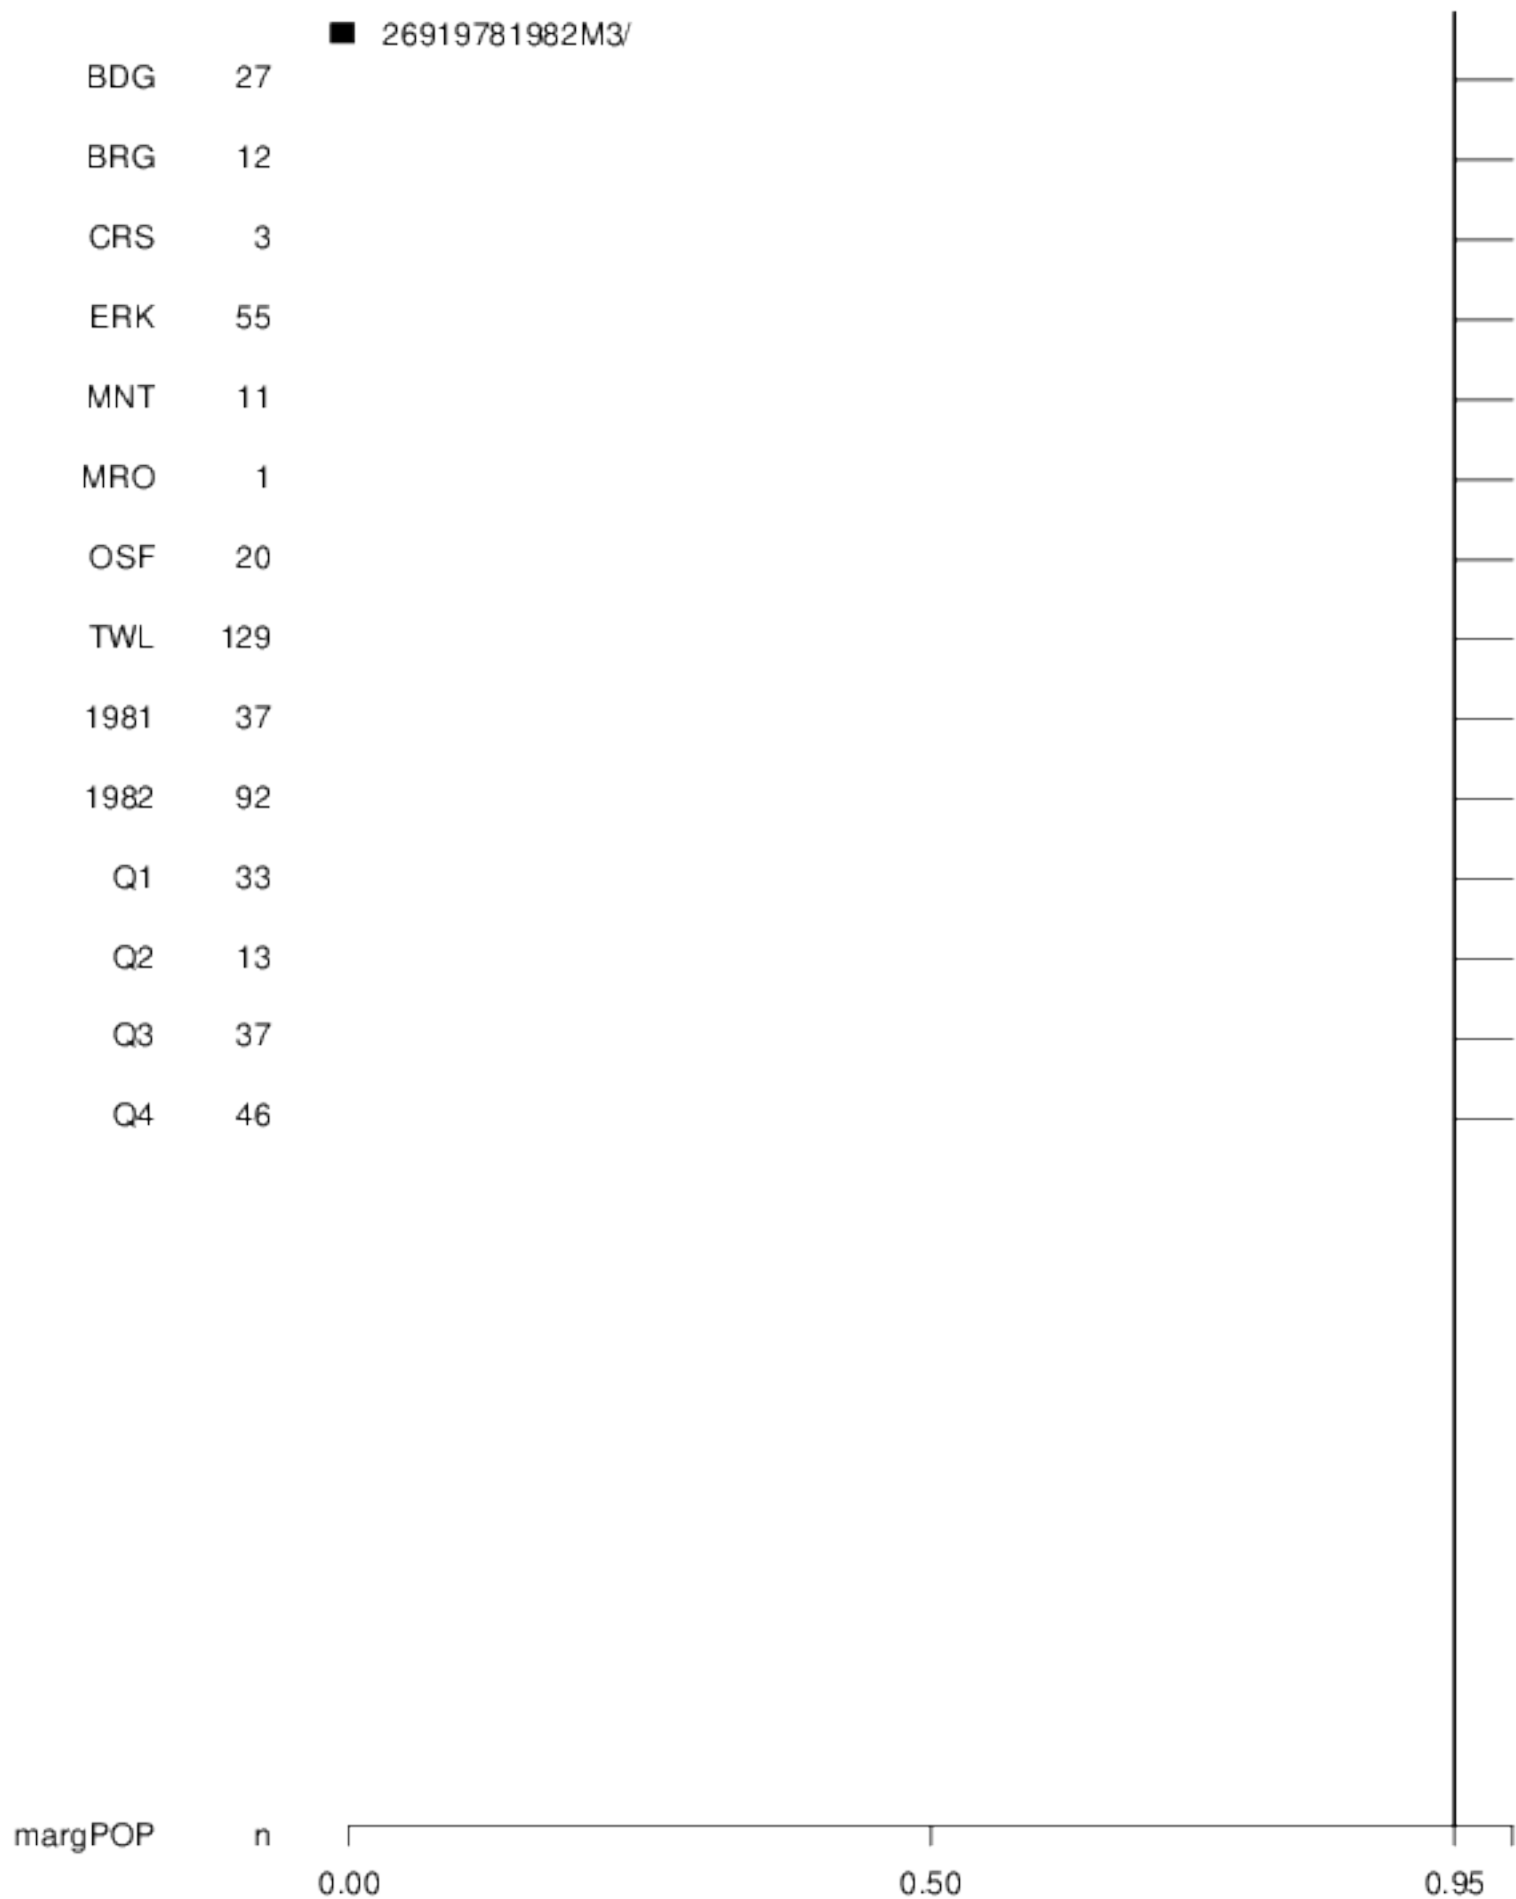 26919781982M3/
BDG 27
BRG 12
CRS 3
ERK 55
MNT 11
MRO 1
OSF 20
TWL 129
1981 37
1982 92
Q1 33
Q2 13
Q3 37
Q4 46
margPOP n
0.00 0.50 0.95